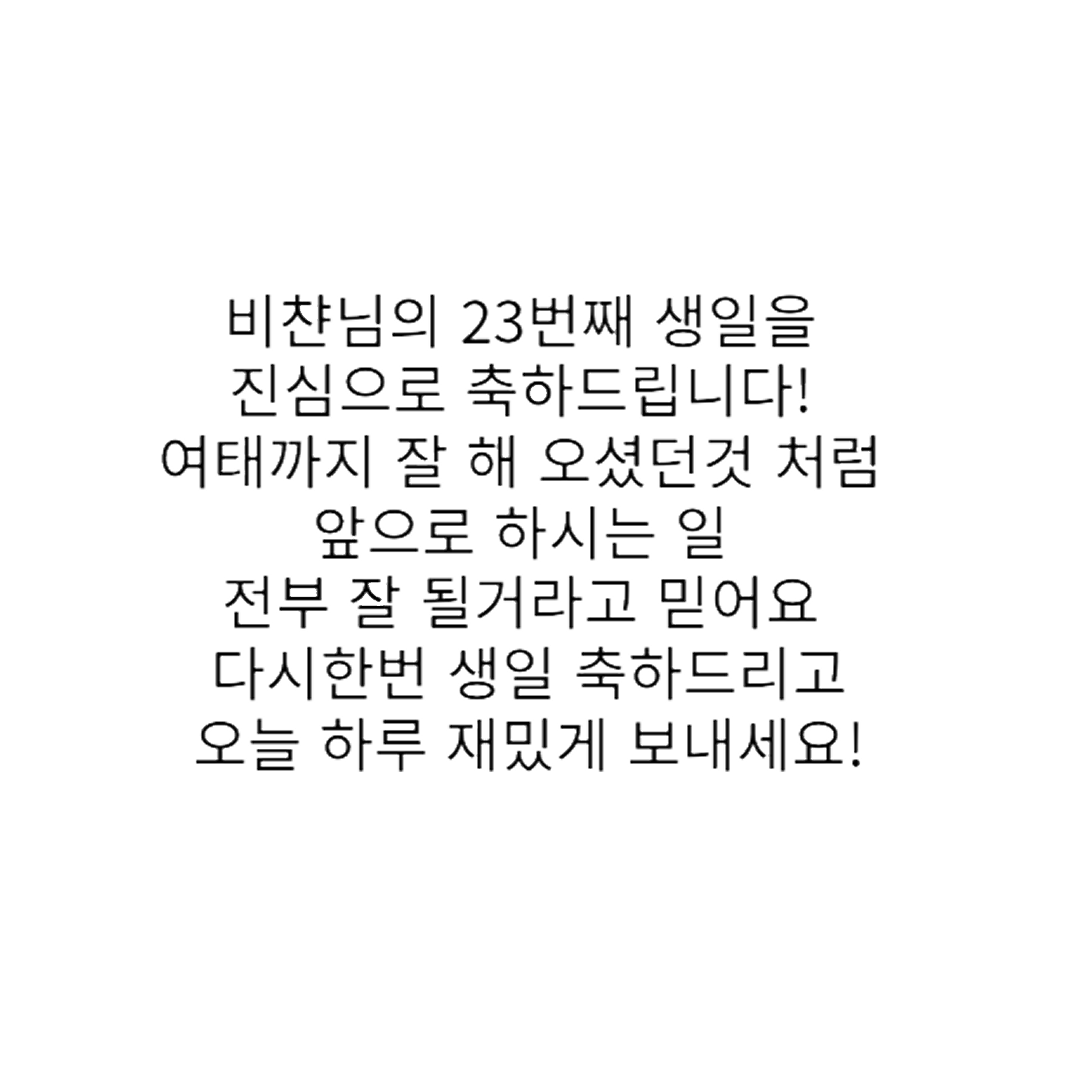 비챤님의 23번째 생일을
진심으로 축하드립니다!
여태까지 잘 해 오셨던것 처럼
앞으로 하시는 일
전부 잘 될거라고 믿어요
다시한번 생일 축하드리고
오늘 하루 재밌게 보내세요!